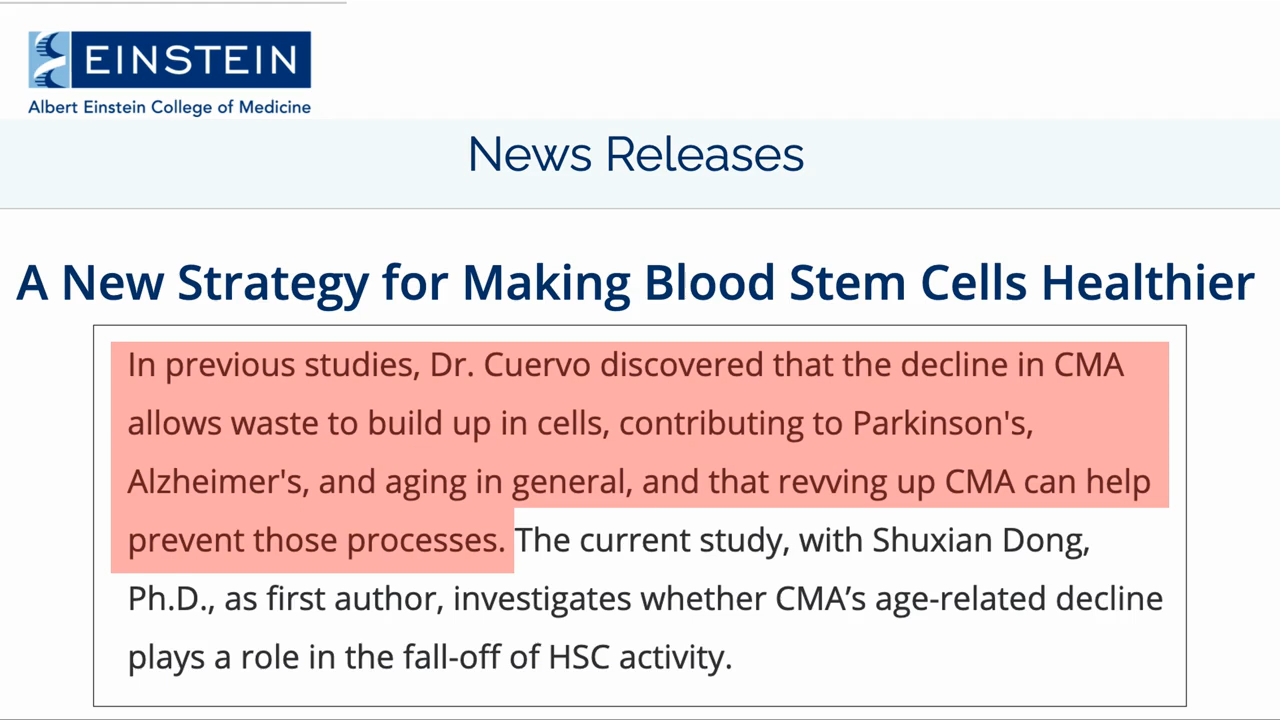 EINSTEIN
Albert Einstein College of Medicine
News Releases
A New Strategy for Making Blood Stem Cells Healthier
In previous studies, Dr. Cuervo discovered that the decline in CMA
allows waste to build up in cells, contributing to Parkinson's,
Alzheimer's, and aging in general, and that revving up CMA can help
prevent those processes. The current study, with Shuxian Dong,
Ph.D., as first author, investigates whether CMA’s age-related decline
plays a role in the fall-off of HSC activity.